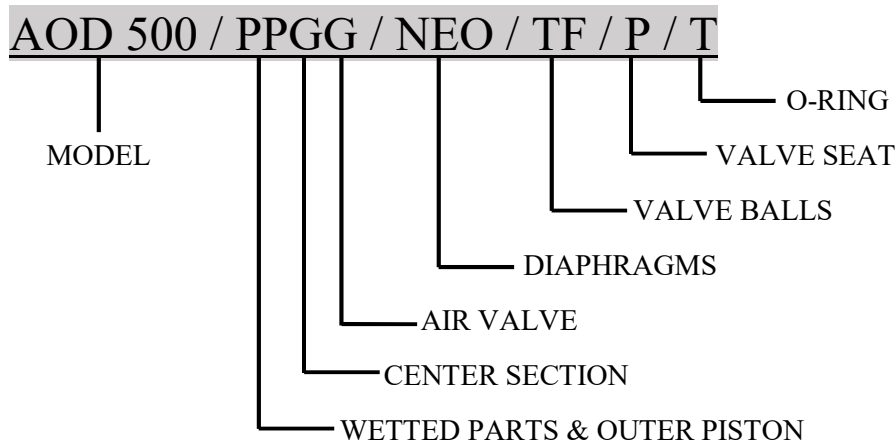 AOD 500 / PPGG / NEO / TF / P / T
O-RING
MODEL
VALVE SEAT
VALVE BALLS
DIAPHRAGMS
AIR VALVE
CENTER SECTION
WETTED PARTS & OUTER PISTON